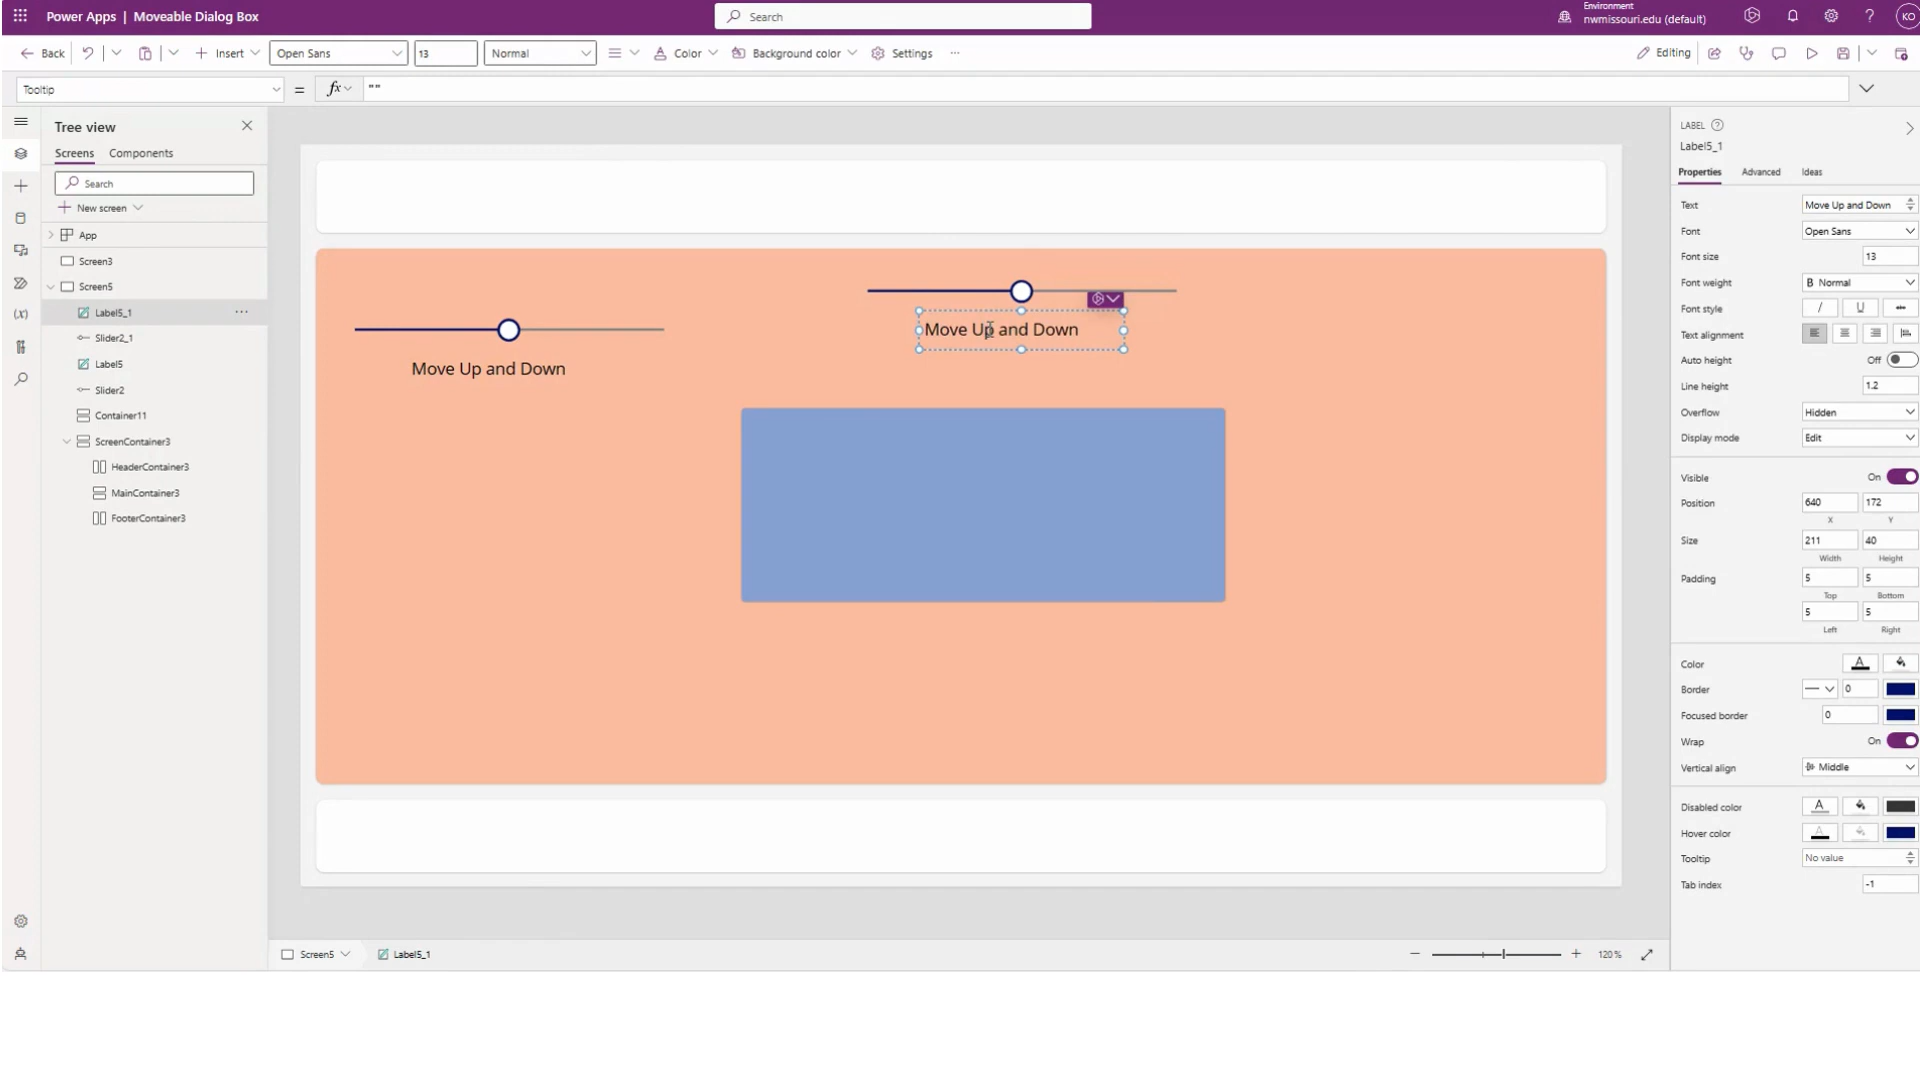 Power Apps | Moveable Dialog Box
Search
Environment
nwmissouri.edu (default)
KO
Back
Insert
Open Sans
13
Normal
Color
Background color
Settings
...
Editing
Tooltip
=
fx
""
Tree view
Screens
Components
Search
New screen
App
Screen3
Screen5
Label5_1
...
Slider2_1
Label5
Slider2
Container11
ScreenContainer3
HeaderContainer3
MainContainer3
FooterContainer3
Move Up and Down
Move Up and Down
LABEL
Label5_1
Properties
Advanced
Ideas
Text
Move Up and Down
Font
Open Sans
Font size
13
Font weight
B Normal
Font style
/ U
Text alignment
Auto height
Off
Line height
1.2
Overflow
Hidden
Display mode
Edit
Visible
On
Position
640
172
X
Y
Size
211
40
Width
Height
Padding
5
5
Top
Bottom
5
5
Left
Right
Color
A
Border
0
Focused border
0
Wrap
On
Vertical align
Middle
Disabled color
A
Hover color
A
Tooltip
No value
Tab index
-1
Screen5
Label5_1
120 %